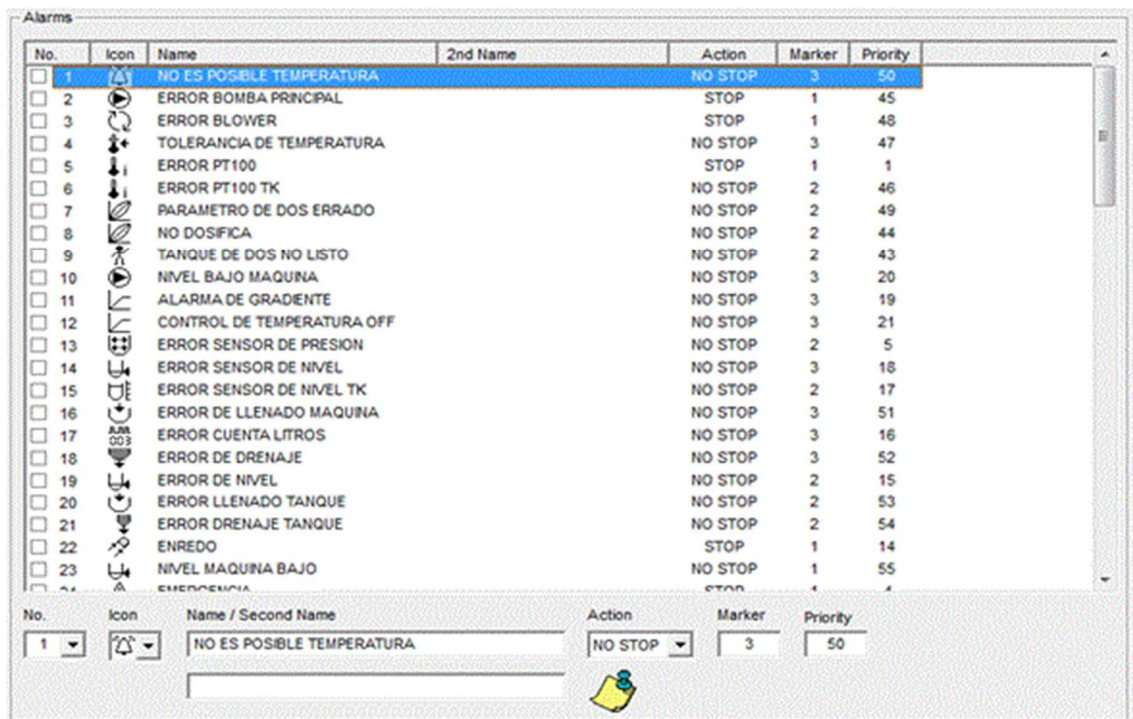 Alarms
No. Icon Name 2nd Name Action Marker Priority
1 NO ES POSIBLE TEMPERATURA NO STOP 3 50
2 ERROR BOMBA PRINCIPAL STOP 1 45
3 ERROR BLOWER STOP 1 48
4 TOLERANCIA DE TEMPERATURA NO STOP 3 47
5 ERROR PT100 STOP 1 1
6 ERROR PT100 TK NO STOP 2 46
7 PARAMETRO DE DOS ERRADO NO STOP 2 49
8 NO DOSIFICA NO STOP 2 44
9 TANQUE DE DOS NO LISTO NO STOP 2 43
10 NIVEL BAJO MAQUINA NO STOP 3 20
11 ALARMA DE GRADIENTE NO STOP 3 19
12 CONTROL DE TEMPERATURA OFF NO STOP 3 21
13 ERROR SENSOR DE PRESION NO STOP 2 5
14 ERROR SENSOR DE NIVEL NO STOP 3 18
15 ERROR SENSOR DE NIVEL TK NO STOP 2 17
16 ERROR DE LLENADO MAQUINA NO STOP 3 51
17 ERROR CUENTA LITROS NO STOP 3 16
18 ERROR DE DRENAJE NO STOP 3 52
19 ERROR DE NIVEL NO STOP 2 15
20 ERROR LLENADO TANQUE NO STOP 2 53
21 ERROR DRENAJE TANQUE NO STOP 2 54
22 ENREDO STOP 1 14
23 NIVEL MAQUINA BAJO NO STOP 1 55
24 EMERGENCIA STOP 1 4
No. Icon Name / Second Name Action Marker Priority
1 NO ES POSIBLE TEMPERATURA NO STOP 3 50